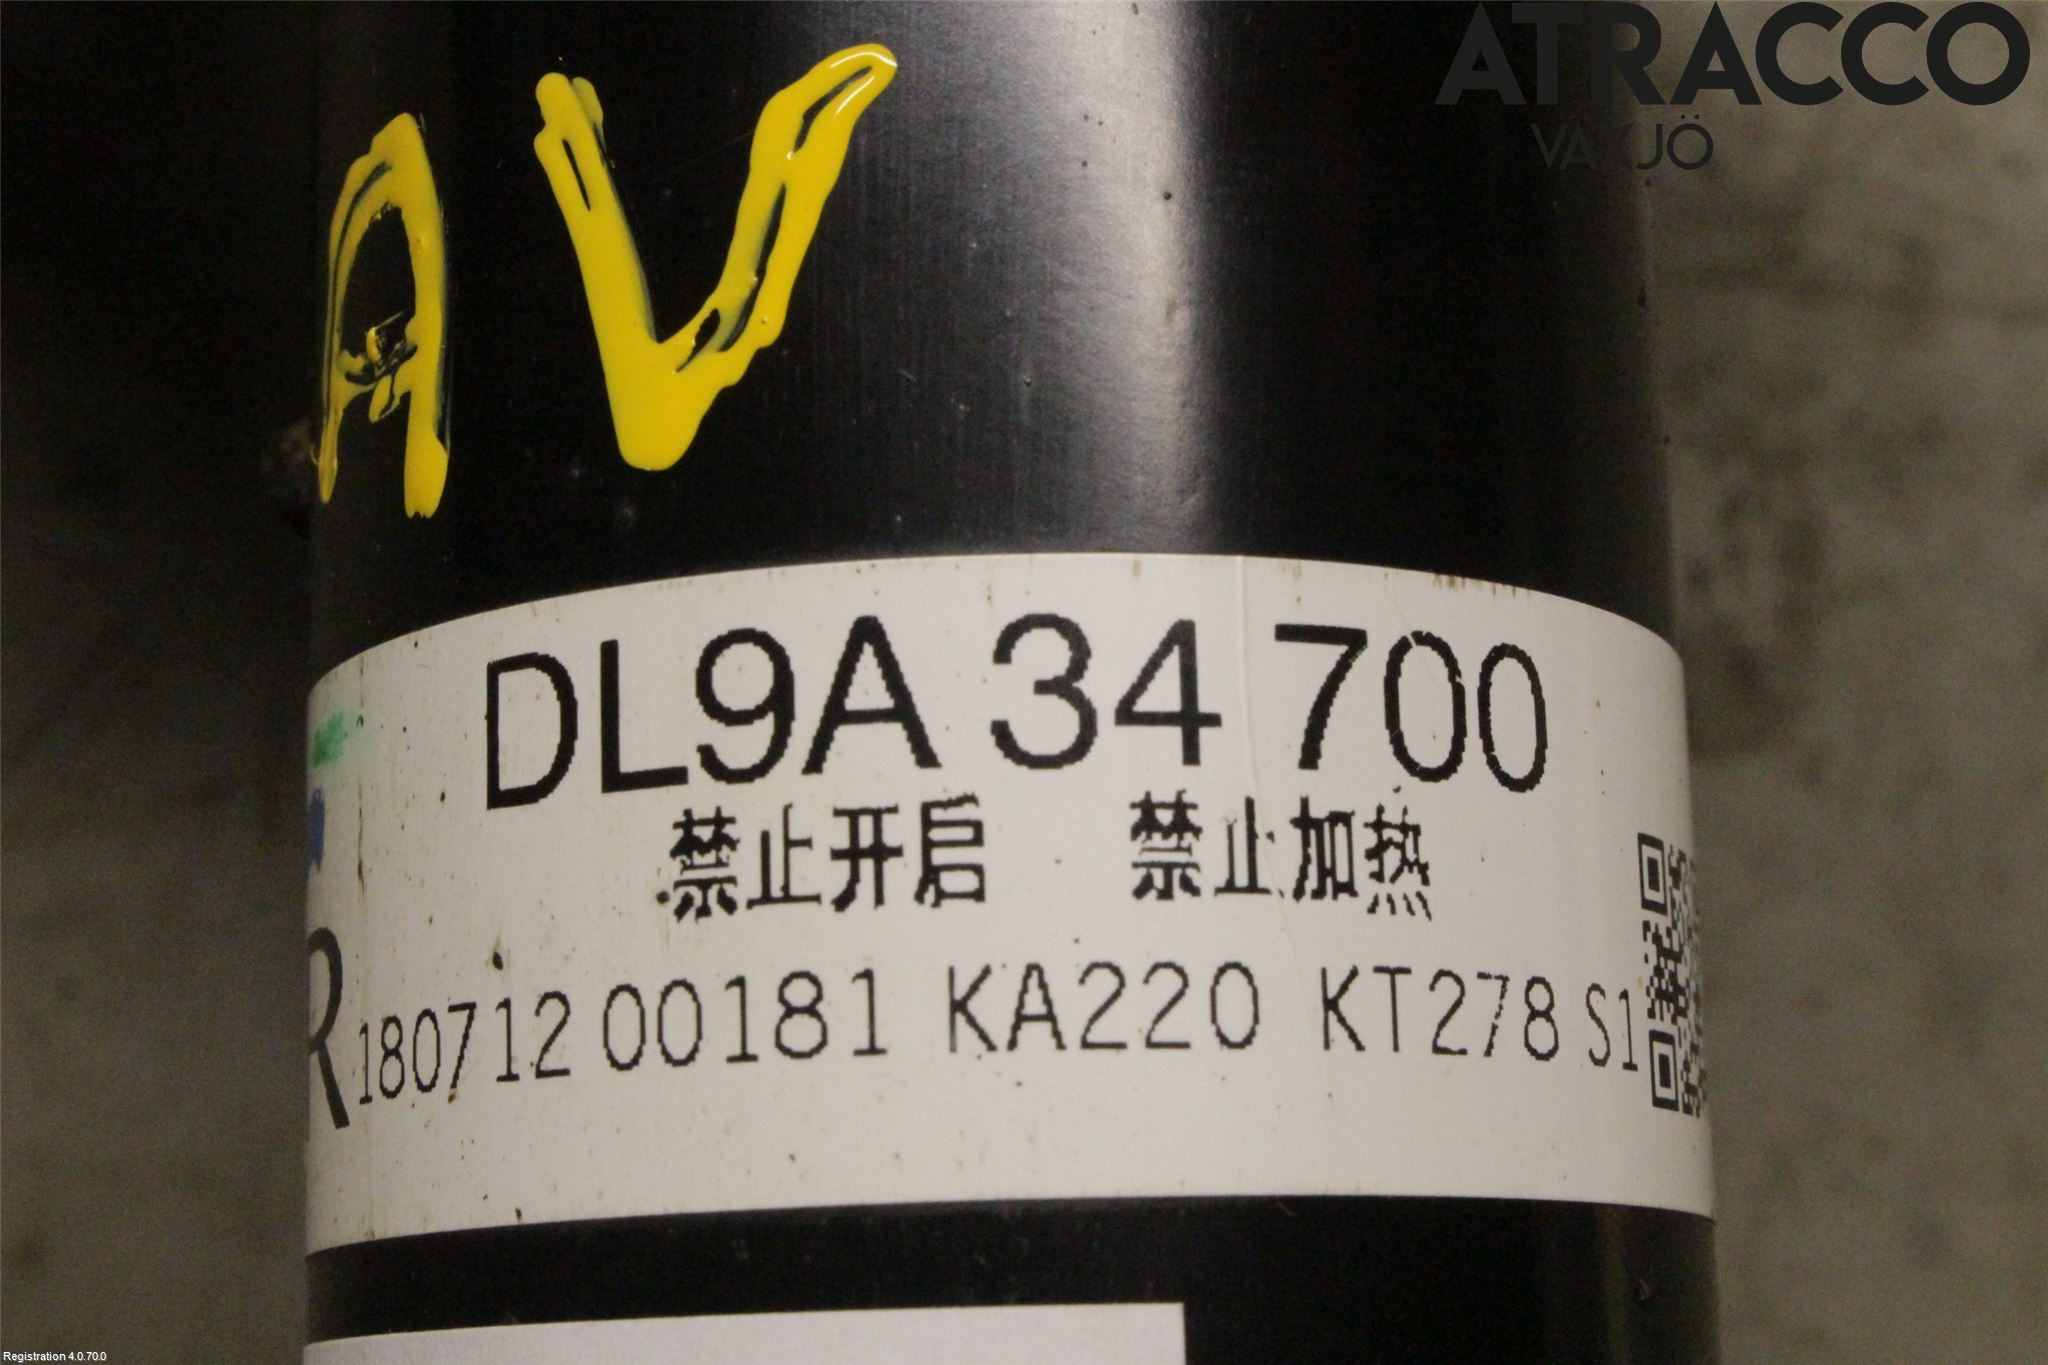 ATRACCO
VÄXJÖ
AV
DL9A 34 700
禁止开启 禁止加热
R 180712 00181 KA220 KT278 S1
Registration 4.0.70.0